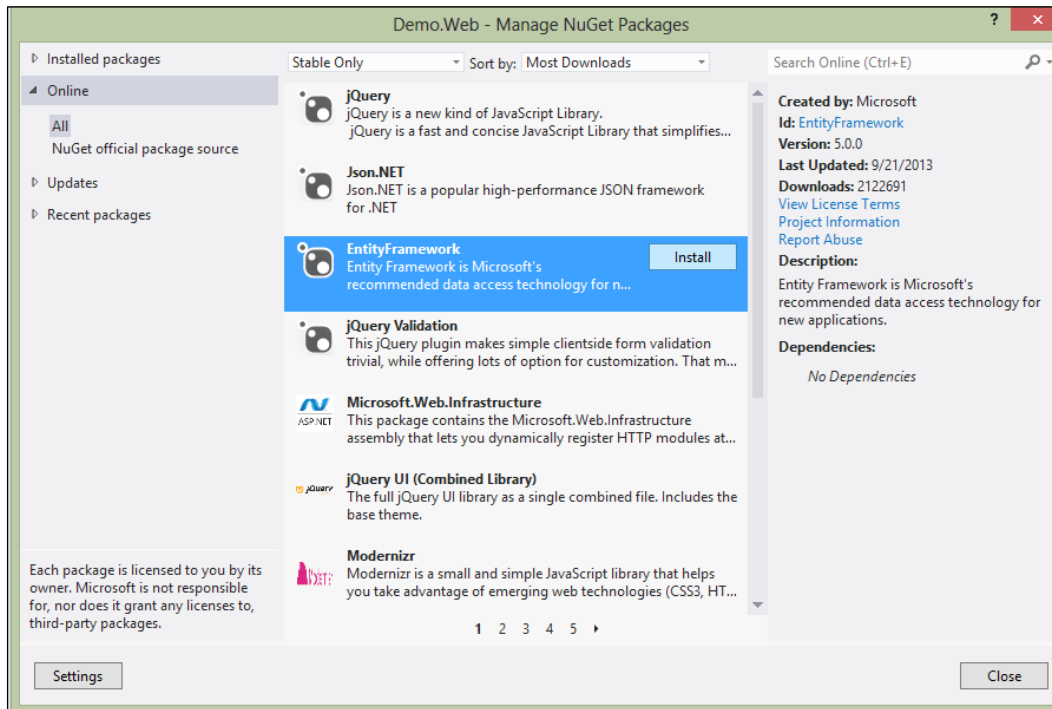 Demo.Web - Manage NuGet Packages
?
Installed packages
Online
All
NuGet official package source
Updates
Recent packages
Each package is licensed to you by its
owner. Microsoft is not responsible
for, nor does it grant any licenses to,
third-party packages.
Stable Only
Sort by:
Most Downloads
jQuery
jQuery is a new kind of JavaScript Library.
jQuery is a fast and concise JavaScript Library that simplifies...
Json.NET
Json.NET is a popular high-performance JSON framework
for .NET
EntityFramework
Entity Framework is Microsoft's
recommended data access technology for n...
Install
jQuery Validation
This jQuery plugin makes simple clientside form validation
trivial, while offering lots of option for customization. That m...
ASP.NET
Microsoft.Web.Infrastructure
This package contains the Microsoft.Web.Infrastructure
assembly that lets you dynamically register HTTP modules at...
jQuery
jQuery UI (Combined Library)
The full jQuery UI library as a single combined file. Includes the
base theme.
Modernizr
Modernizr is a small and simple JavaScript library that helps
you take advantage of emerging web technologies (CSS3, HT...
1 2 3 4 5
Search Online (Ctrl+E)
Created by: Microsoft
Id: EntityFramework
Version: 5.0.0
Last Updated: 9/21/2013
Downloads: 2122691
View License Terms
Project Information
Report Abuse
Description:
Entity Framework is Microsoft's
recommended data access technology for
new applications.
Dependencies:
No Dependencies
Settings
Close